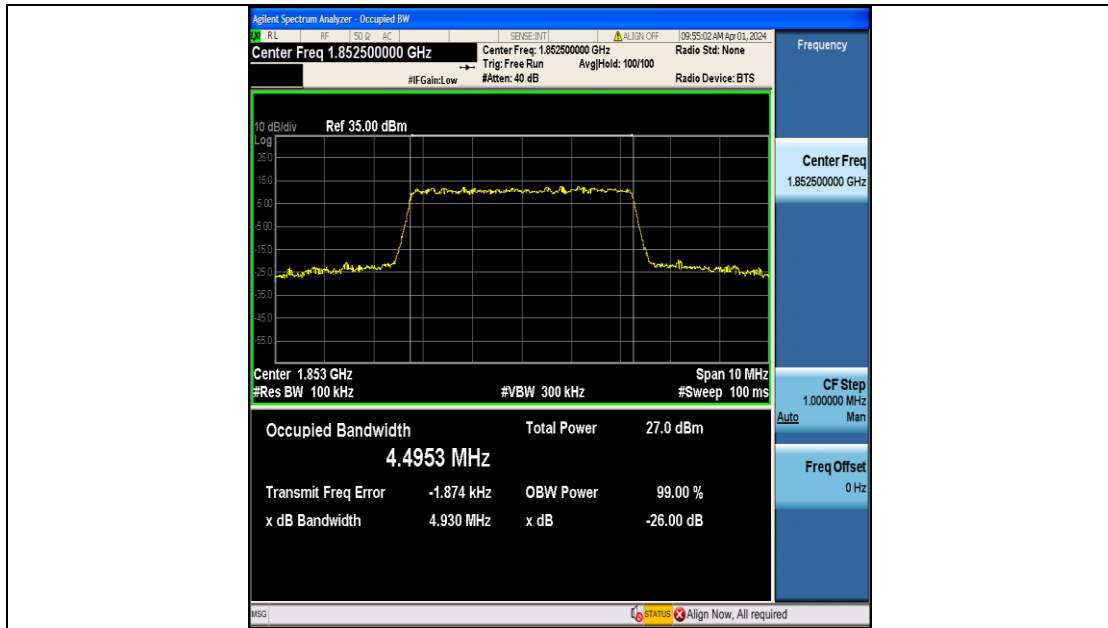 Agilent Spectrum Analyzer - Occupied BW
RL RF 50 Ω AC SENSE:INT ALIGN OFF 09:55:02 AM Apr 01, 2024
Center Freq 1.852500000 GHz
Center Freq: 1.852500000 GHz
Radio Std: None
Trig: Free Run Avg|Hold: 100/100
#IFGain:Low
#Atten: 40 dB
Radio Device: BTS
10 dB/div Ref 35.00 dBm
Log
25.0
15.0
5.00
-5.00
-15.0
-25.0
-35.0
-45.0
-55.0
Center 1.853 GHz Span 10 MHz
#Res BW 100 kHz #VBW 300 kHz #Sweep 100 ms
Occupied Bandwidth Total Power 27.0 dBm
4.4953 MHz
Transmit Freq Error -1.874 kHz OBW Power 99.00 %
x dB Bandwidth 4.930 MHz x dB -26.00 dB
Frequency
Center Freq
1.852500000 GHz
CF Step
1.000000 MHz
Auto Man
Freq Offset
0 Hz
MSG STATUS Align Now, All required